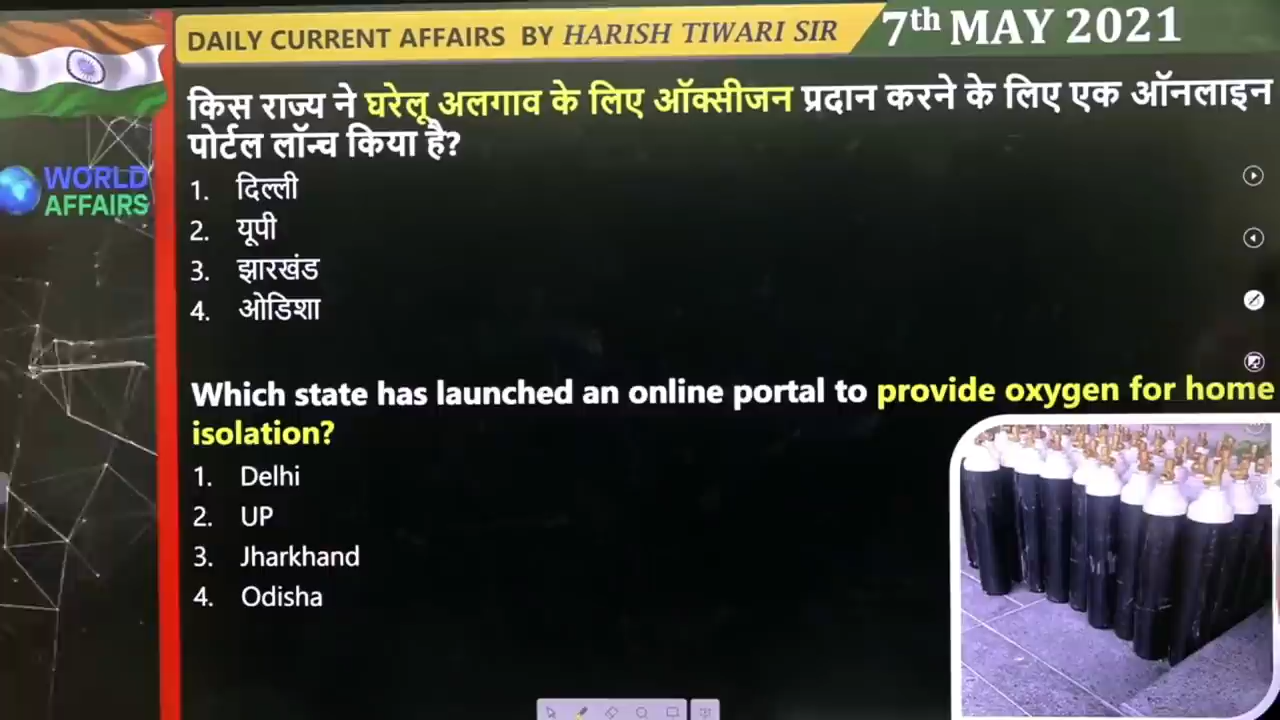 DAILY CURRENT AFFAIRS BY HARISH TIWARI SIR
7th MAY 2021
किस राज्य ने घरेलू अलगाव के लिए ऑक्सीजन प्रदान करने के लिए एक ऑनलाइन
पोर्टल लॉन्च किया है?
WORLD
AFFAIRS
1. दिल्ली
2. यूपी
3. झारखंड
4. ओडिशा
Which state has launched an online portal to provide oxygen for home
isolation?
1. Delhi
2. UP
3. Jharkhand
4. Odisha